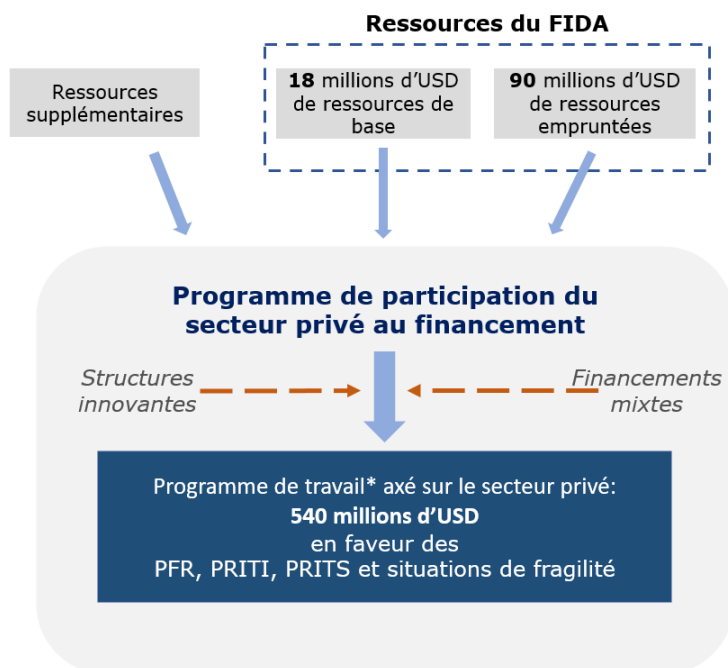 Ressources du FIDA
Ressources
supplémentaires
18 millions d’USD
de ressources de
base
90 millions d’USD
de ressources
empruntées
Programme de participation du
secteur privé au financement
Structures
innovantes
Financements
mixtes
Programme de travail* axé sur le secteur privé:
540 millions d’USD
en faveur des
PFR, PRITI, PRITS et situations de fragilité